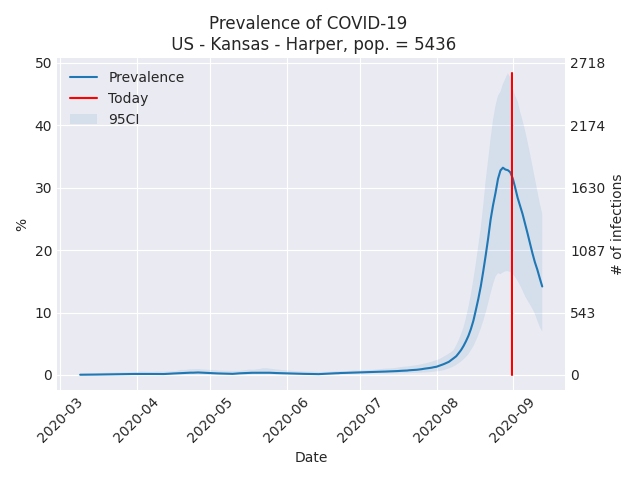 Prevalence of COVID-19
US - Kansas - Harper, pop. = 5436
Prevalence
Today
95CI
50
40
30
20
10
0
%
2718
2174
1630
1087
543
0
# of infections
2020-03
2020-04
2020-05
2020-06
2020-07
2020-08
2020-09
Date